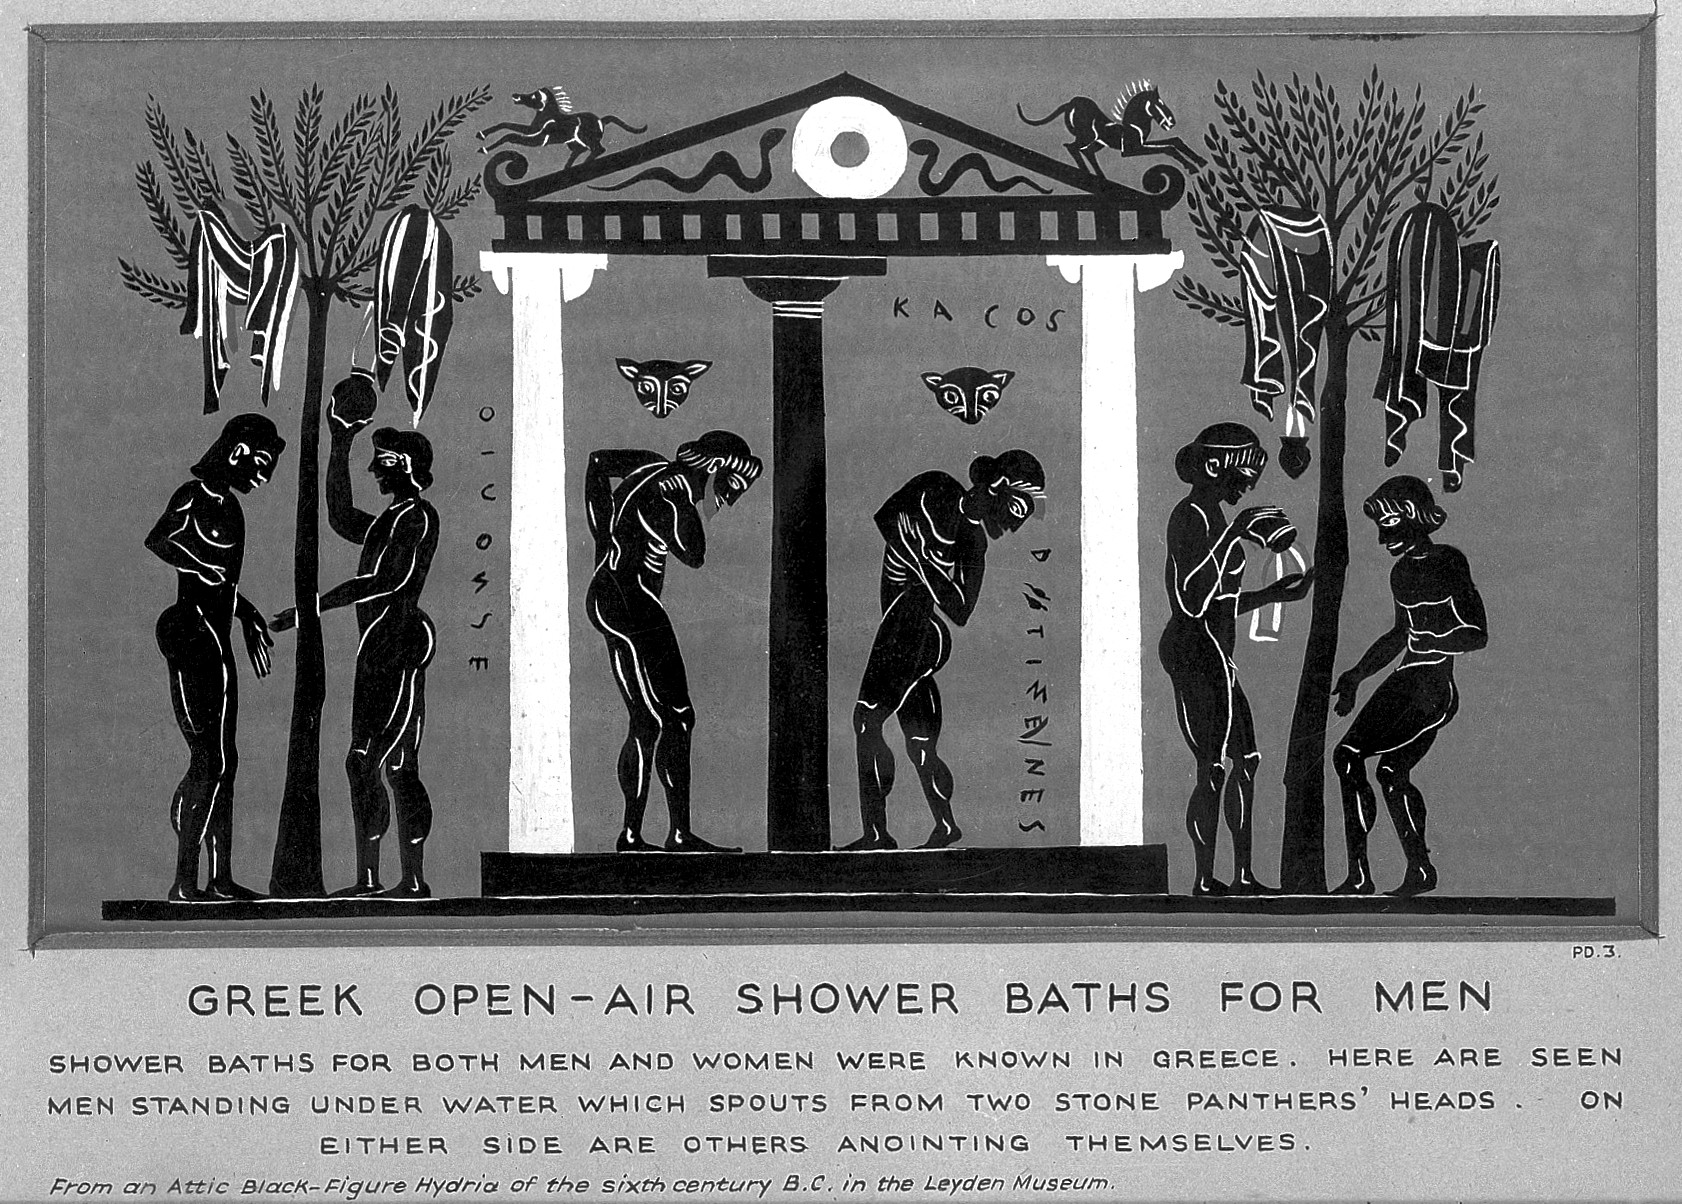 KACOS
PD.3.
GREEK OPEN-AIR SHOWER BATHS FOR MEN
SHOWER BATHS FOR BOTH MEN AND WOMEN WERE KNOWN IN GREECE. HERE ARE SEEN
MEN STANDING UNDER WATER WHICH SPOUTS FROM TWO STONE PANTHERS' HEADS. ON
EITHER SIDE ARE OTHERS ANOINTING THEMSELVES.
From an Attic Black-Figure Hydria of the sixth century B.C. in the Leyden Museum.